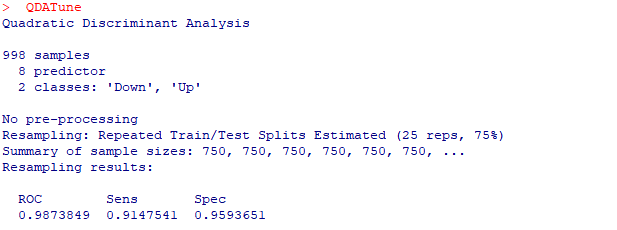 > QDATune
Quadratic Discriminant Analysis
998 samples
8 predictor
2 classes: 'Down', 'Up'
No pre-processing
Resampling: Repeated Train/Test Splits Estimated (25 reps, 75%)
Summary of sample sizes: 750, 750, 750, 750, 750, 750, ...
Resampling results:
ROC Sens Spec
0.9873849 0.9147541 0.9593651